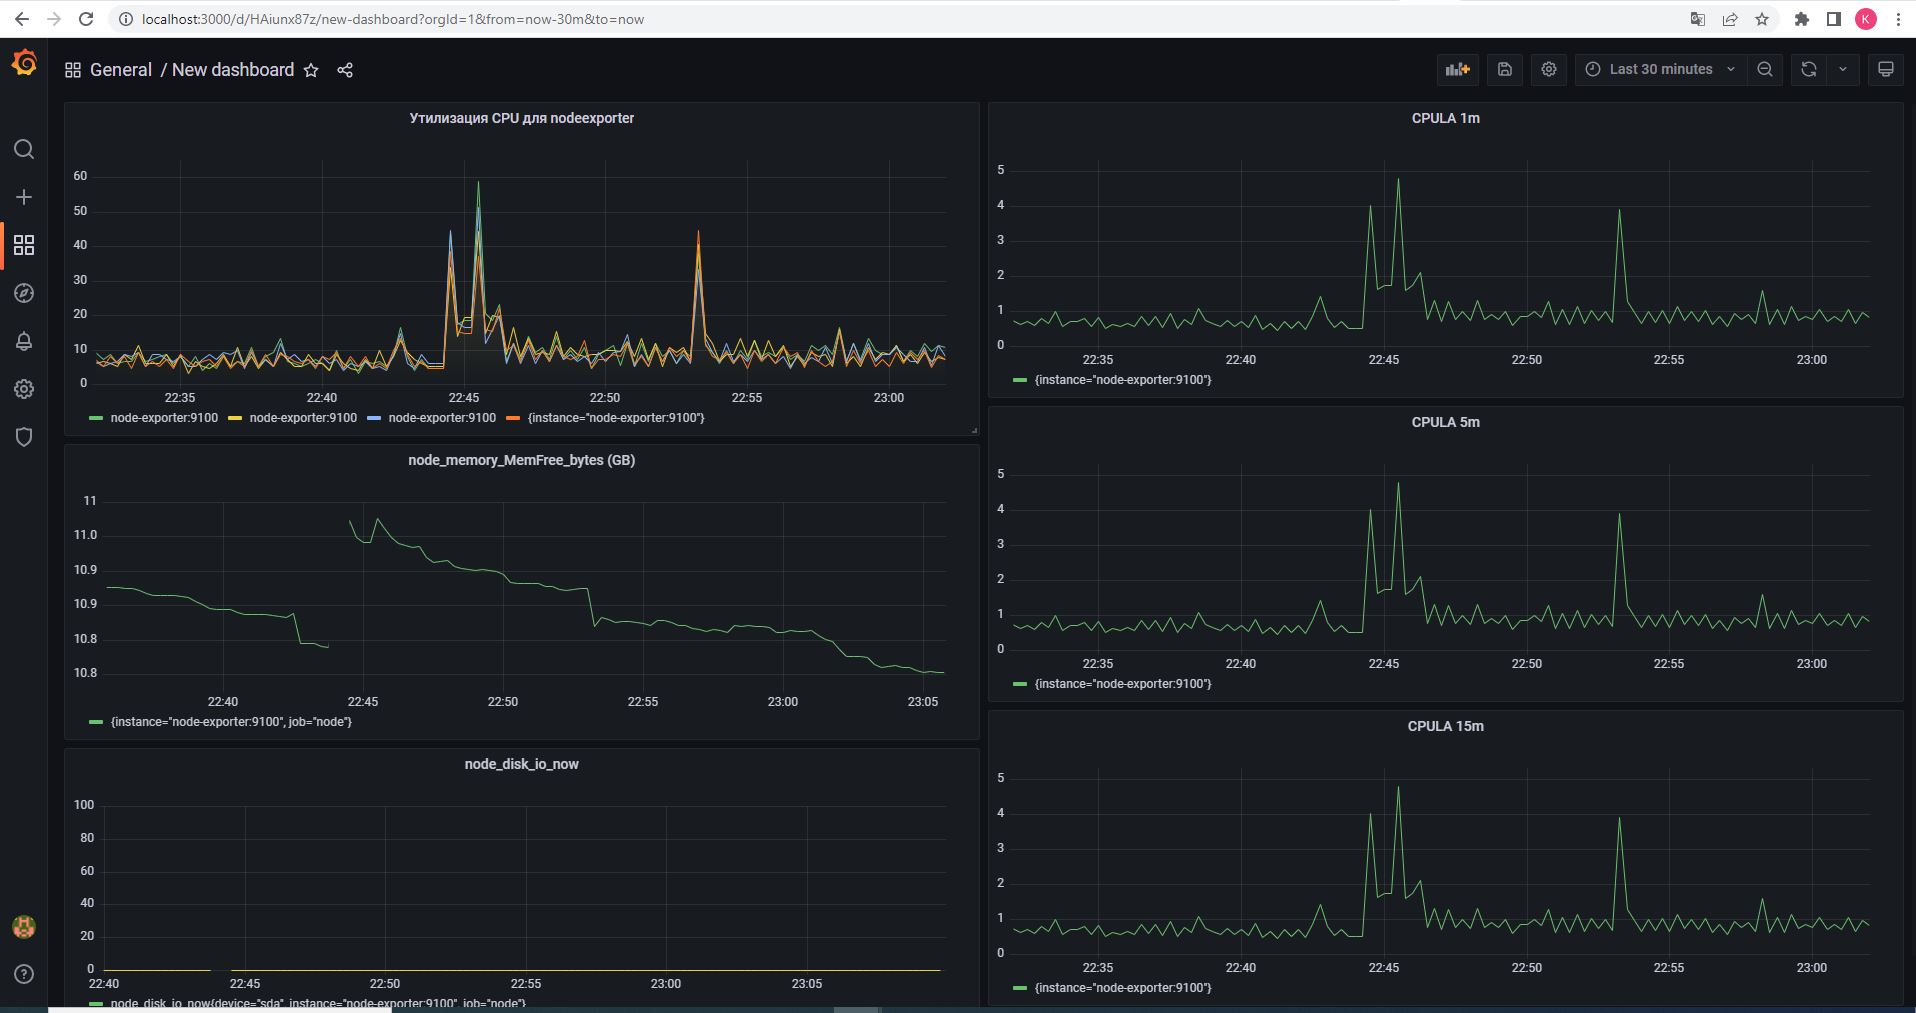 localhost:3000/d/HAiunx87z/new-dashboard?orgId=1&from=now-30m&to=now
K
General / New dashboard
Last 30 minutes
Утилизация CPU для nodeexporter
60
50
40
30
20
10
0
22:35 22:40 22:45 22:50 22:55 23:00
node-exporter:9100 node-exporter:9100 node-exporter:9100 {instance="node-exporter:9100"}
node_memory_MemFree_bytes (GB)
11
11.0
10.9
10.9
10.8
10.8
22:40 22:45 22:50 22:55 23:00 23:05
{instance="node-exporter:9100", job="node"}
node_disk_io_now
100
80
60
40
20
0
22:40 22:45 22:50 22:55 23:00 23:05
node_disk_io_now{device="sda", instance="node-exporter:9100", job="node"}
CPULA 1m
5
4
3
2
1
0
22:35 22:40 22:45 22:50 22:55 23:00
{instance="node-exporter:9100"}
CPULA 5m
5
4
3
2
1
0
22:35 22:40 22:45 22:50 22:55 23:00
{instance="node-exporter:9100"}
CPULA 15m
5
4
3
2
1
0
22:35 22:40 22:45 22:50 22:55 23:00
{instance="node-exporter:9100"}